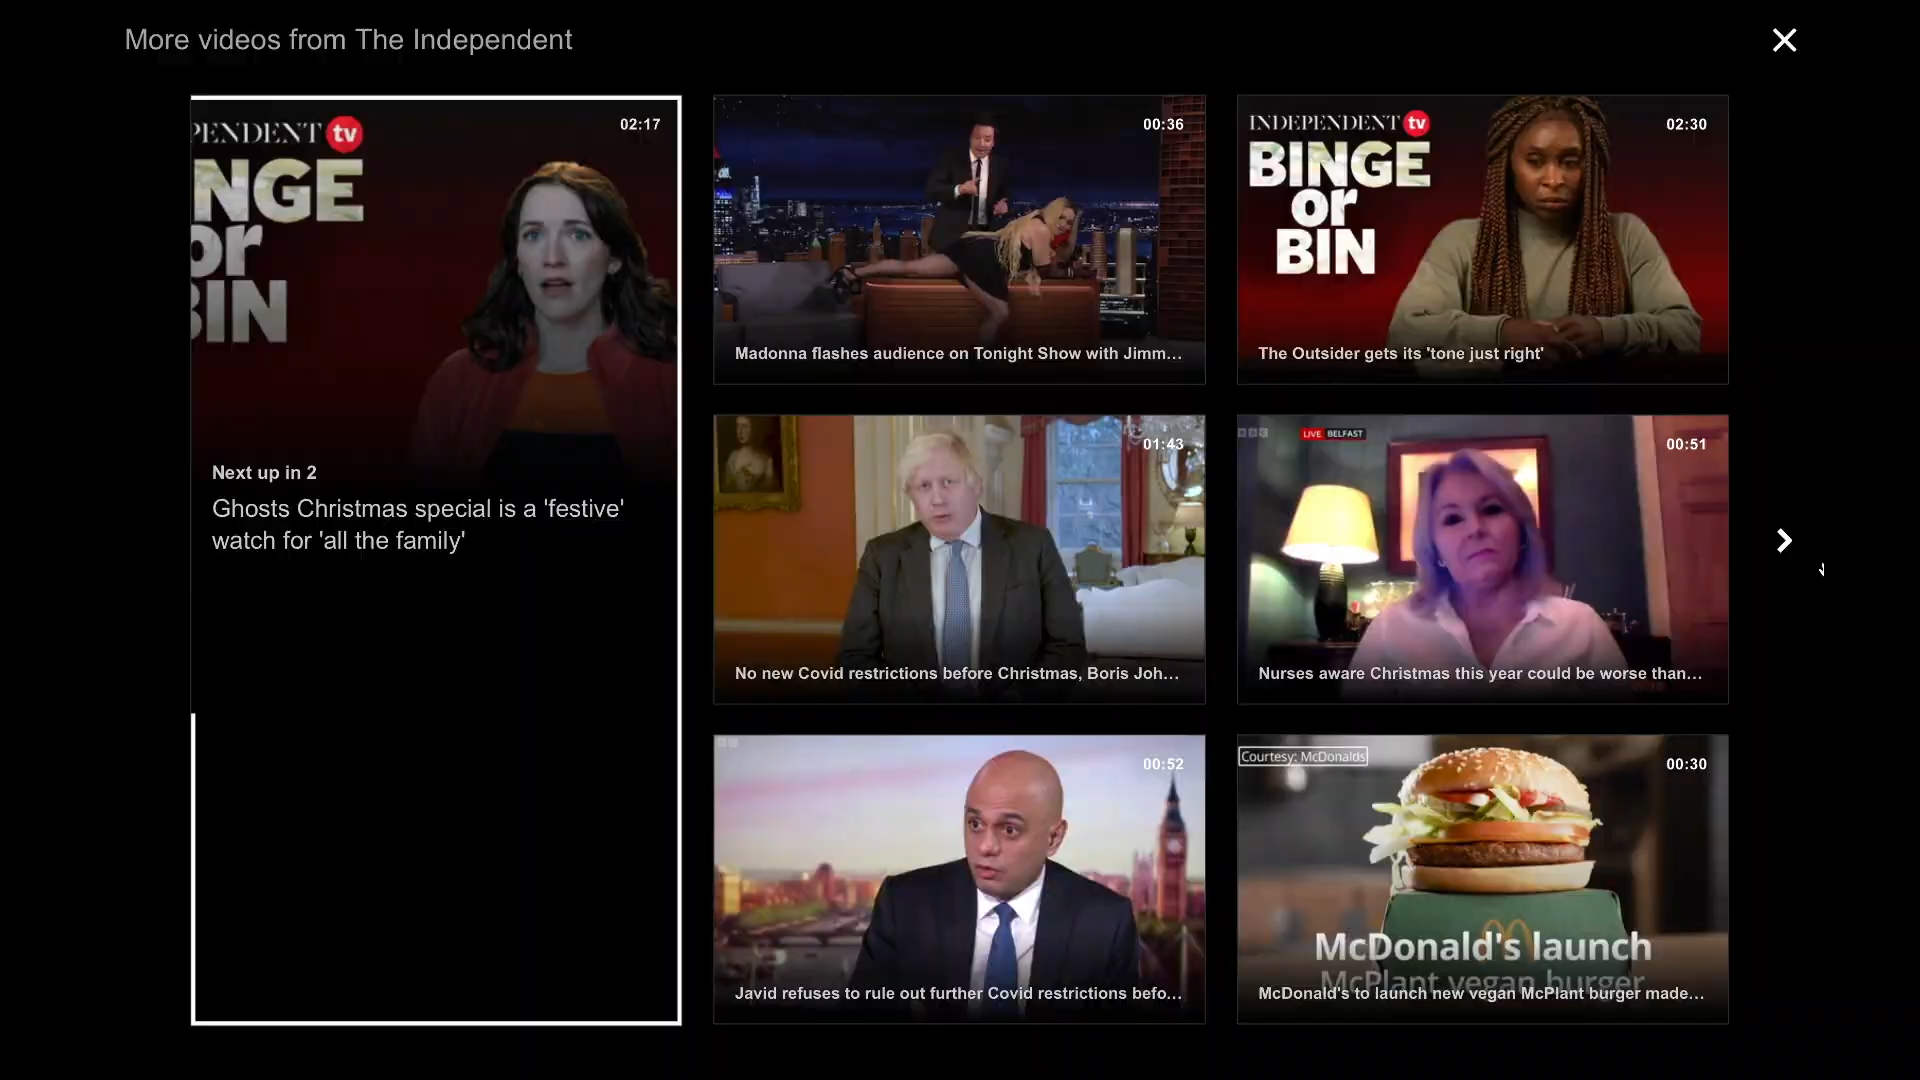 More videos from The Independent
PENDENT tv
NGE
or
BIN
02:17
Next up in 2
Ghosts Christmas special is a 'festive'
watch for 'all the family'
00:36
Madonna flashes audience on Tonight Show with Jimm...
INDEPENDENT tv
BINGE
or
BIN
02:30
The Outsider gets its 'tone just right'
01:43
No new Covid restrictions before Christmas, Boris Joh...
BBC
LIVE BELFAST
00:51
Nurses aware Christmas this year could be worse than...
00:52
Javid refuses to rule out further Covid restrictions befo...
Courtesy: McDonalds
00:30
McDonald's launch
McPlant vegan burger
McDonald's to launch new vegan McPlant burger made...